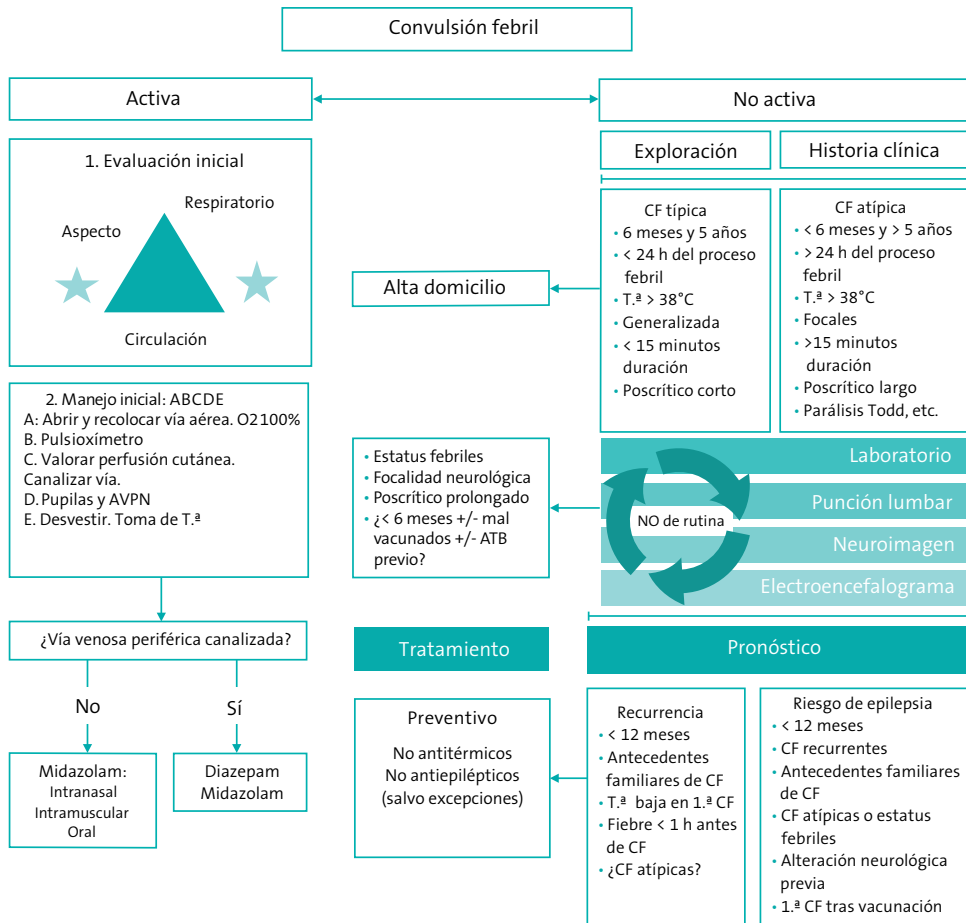 Convulsión febril
Activa
No activa
1. Evaluación inicial
Respiratorio
Aspecto
Circulación
2. Manejo inicial: ABCDE
A: Abrir y recolocar vía aérea. O2100%
B. Pulsioxímetro
C. Valorar perfusión cutánea.
Canalizar vía.
D. Pupilas y AVPN
E. Desvestir. Toma de T.ª
¿Vía venosa periférica canalizada?
No
Sí
Midazolam:
Intranasal
Intramuscular
Oral
Diazepam
Midazolam
Exploración
Historia clínica
CF típica
• 6 meses y 5 años
• < 24 h del proceso
febril
• T.ª > 38°C
• Generalizada
• < 15 minutos
duración
• Poscrítico corto
CF atípica
• < 6 meses y > 5 años
• > 24 h del proceso
febril
• T.ª > 38°C
• Focales
• >15 minutos
duración
• Poscrítico largo
• Parálisis Todd, etc.
Alta domicilio
• Estatus febriles
• Focalidad neurológica
• Poscrítico prolongado
• ¿< 6 meses +/- mal
vacunados +/- ATB
previo?
NO de rutina
Laboratorio
Punción lumbar
Neuroimagen
Electroencefalograma
Tratamiento
Pronóstico
Preventivo
No antitérmicos
No antiepiléptico
(salvo excepciones)
Recurrencia
• < 12 meses
• Antecedentes
familiares de CF
• T.ª baja en 1.ª CF
• Fiebre < 1 h antes
de CF
• ¿CF atípicas?
Riesgo de epilepsia
• < 12 meses
• CF recurrentes
• Antecedentes familiares
de CF
• CF atípicas o estatus
febriles
• Alteración neurológica
previa
• 1.ª CF tras vacunación